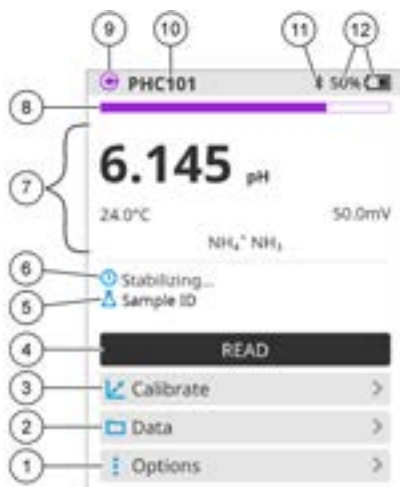 9 10 11 12
PHC101 50%
8
7
6.145 pH
24.0°C 50.0mV
NH₄⁺ NH₃
6 Stabilizing...
5 Sample ID
4 READ
3 Calibrate
2 Data
1 Options